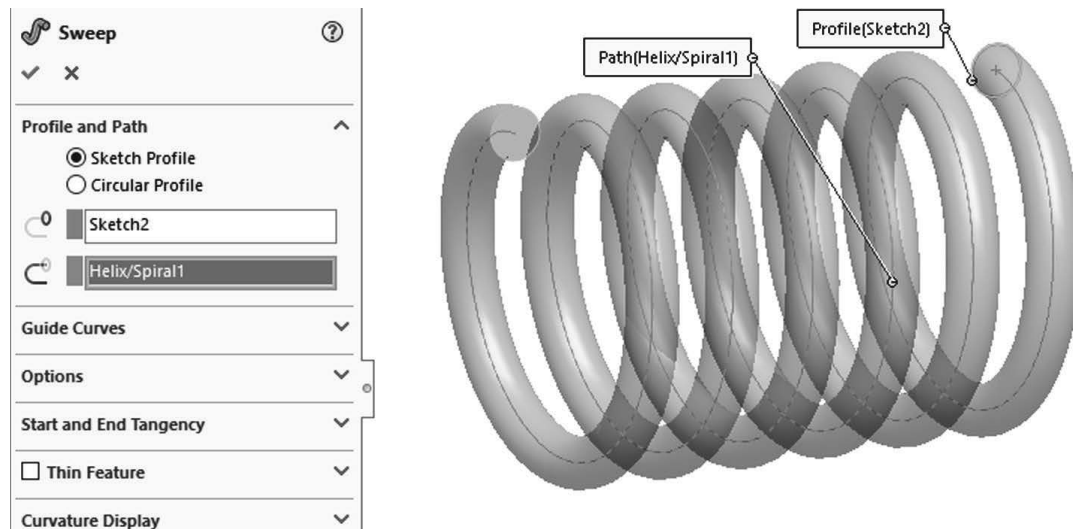 Sweep
Profile and Path
Sketch Profile
Circular Profile
Sketch2
Helix/Spiral1
Guide Curves
Options
Start and End Tangency
Thin Feature
Curvature Display
Path(Helix/Spiral1)
Profile(Sketch2)